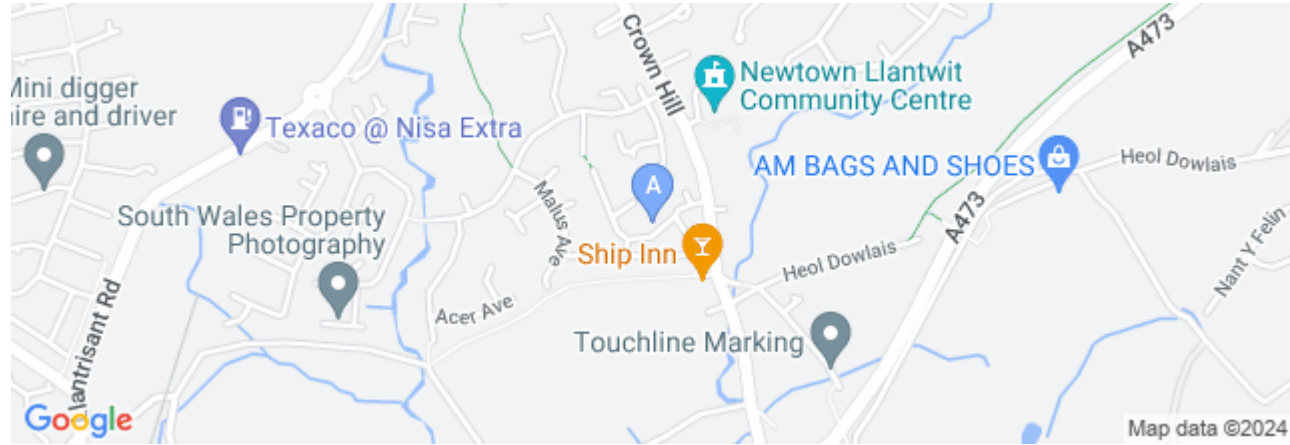 Crown Hill
A473
Newtown Llantwit
Community Centre
Mini digger
ire and driver
Texaco @ Nisa Extra
AM BAGS AND SHOES
Heol Dowlais
A
Malus Ave
A473
South Wales Property
Photography
Ship Inn
Heol Dowlais
Nant Y Felin
Acer Ave
lantrisant Rd
Touchline Marking
Google
Map data ©2024